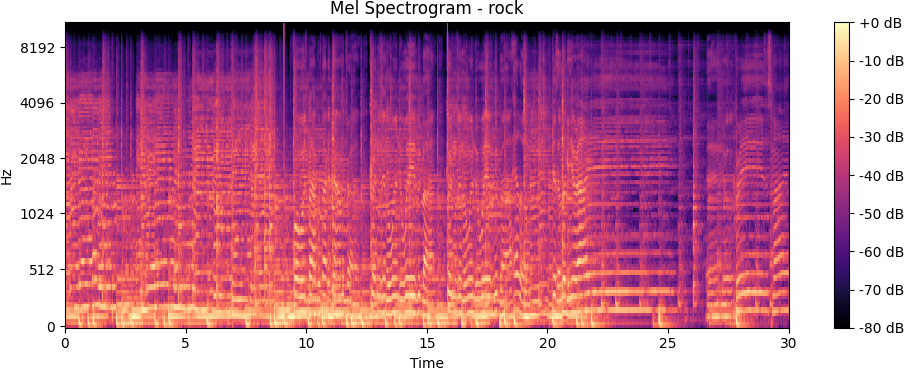 Mel Spectrogram - rock
Hz
8192
4096
2048
1024
512
0
0 5 10 15 20 25 30
Time
+0 dB
-10 dB
-20 dB
-30 dB
-40 dB
-50 dB
-60 dB
-70 dB
-80 dB